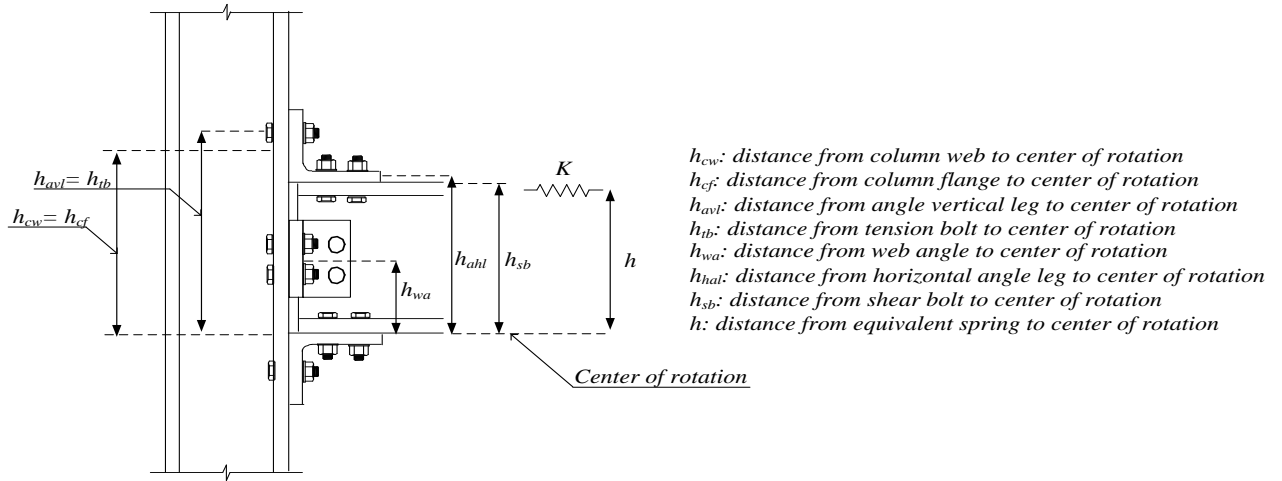 h_avl= h_tb
h_cw= h_cf
h_wa
h_ahl
h_sb
K
h
Center of rotation
h_cw: distance from column web to center of rotation
h_cf: distance from column flange to center of rotation
h_avl: distance from angle vertical leg to center of rotation
h_tb: distance from tension bolt to center of rotation
h_wa: distance from web angle to center of rotation
h_hal: distance from horizontal angle leg to center of rotation
h_sb: distance from shear bolt to center of rotation
h: distance from equivalent spring to center of rotation